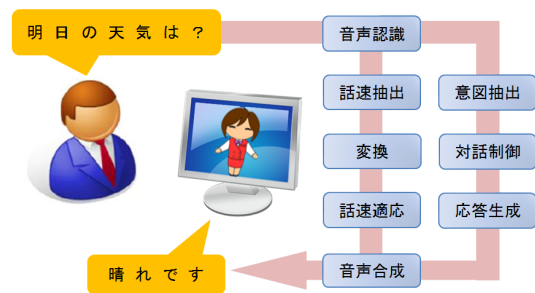 明日の天気は？
音声認識
話速抽出
意図抽出
変換
対話制御
話速適応
応答生成
音声合成
晴れです